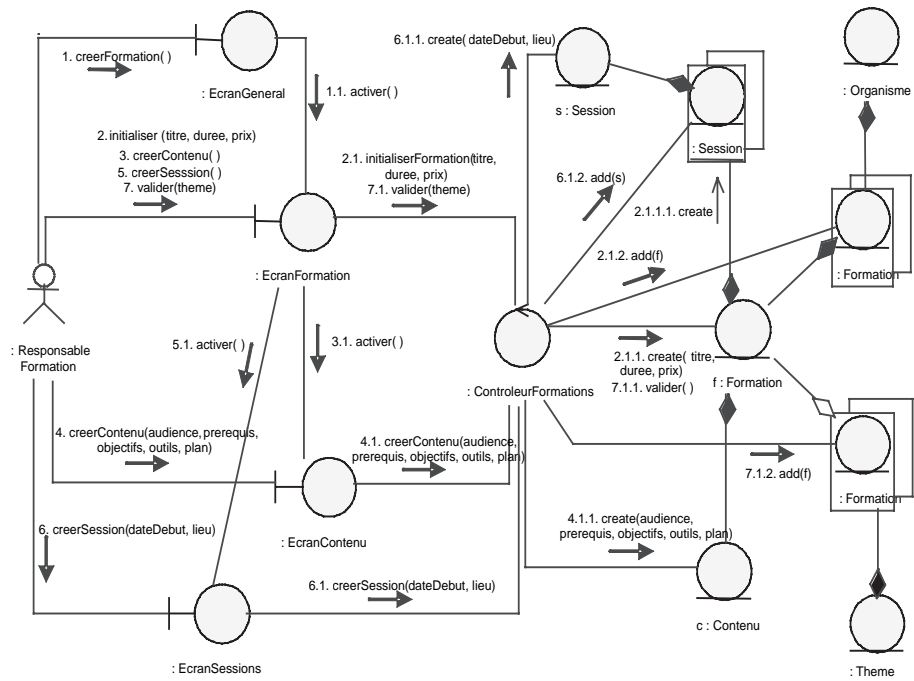 6.1.1. create( dateDebut, lieu)
1. creerFormation( )
: EcranGeneral
1.1. activer( )
s : Session
: Organisme
: Session
2. initialiser (titre, duree, prix)
3. creerContenu( )
5. creerSesssion( )
7. valider(theme)
2.1. initialiserFormation(titre,
duree, prix)
7.1. valider(theme)
6.1.2. add(s)
2.1.1.1. create
: EcranFormation
2.1.2. add(f)
: Formation
: Responsable
Formation
5.1. activer( )
3.1. activer( )
: ControleurFormations
2.1.1. create( titre,
duree, prix)
7.1.1. valider( )
f : Formation
4. creerContenu(audience, prerequis,
objectifs, outils, plan)
4.1. creerContenu(audience,
prerequis, objectifs, outils, plan)
7.1.2. add(f)
: Formation
6. creerSession(dateDebut, lieu)
: EcranContenu
4.1.1. create(audience,
prerequis, objectifs, outils, plan)
6.1. creerSession(dateDebut, lieu)
c : Contenu
: EcranSessions
: Theme